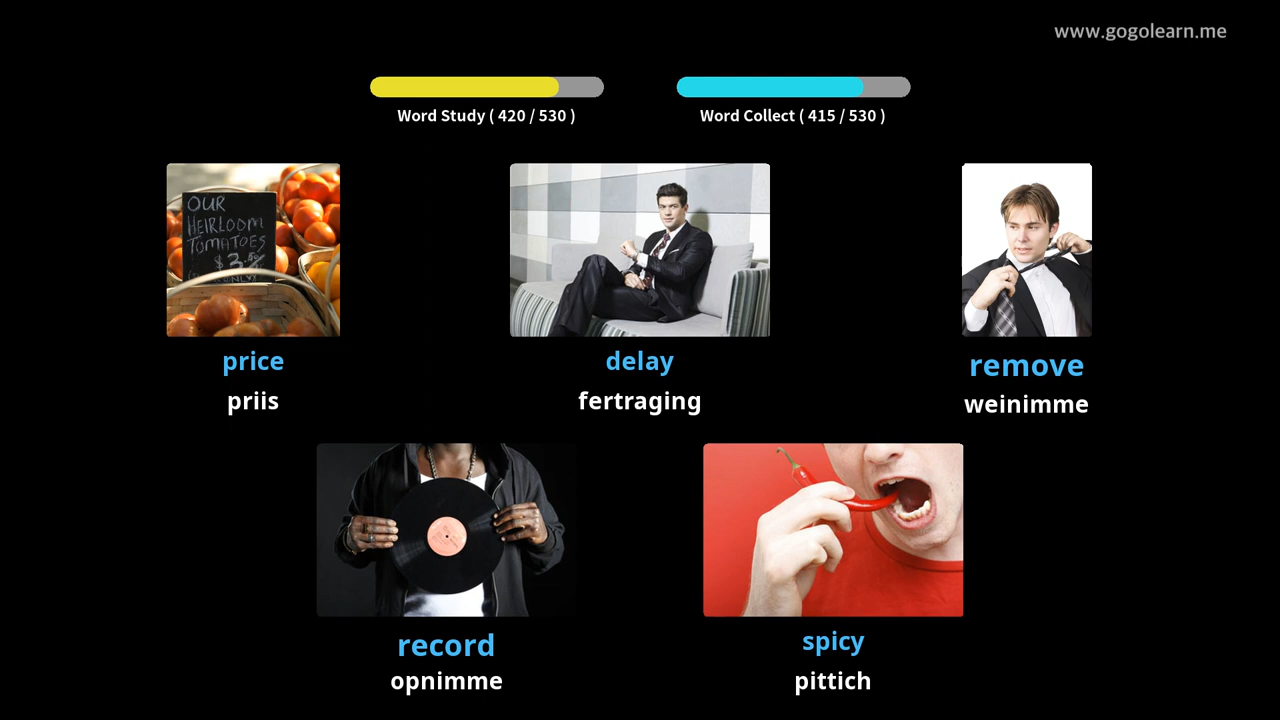 www.gogolearn.me
Word Study ( 420 / 530 )
Word Collect ( 415 / 530 )
OUR
HEIRLOOM
TOMATOES
price
priis
delay
fertraging
remove
weinimme
record
opnimme
spicy
pittich